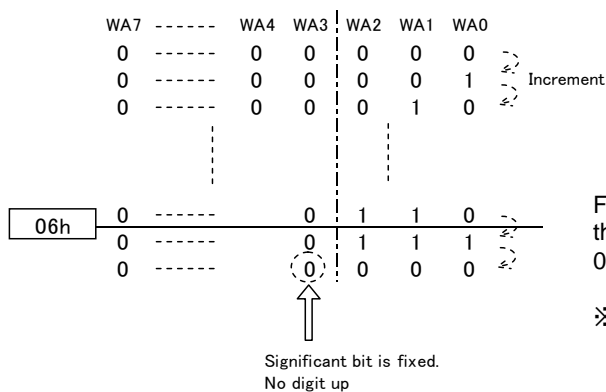 WA7 ------ WA4 WA3 WA2 WA1 WA0
0 ------ 0 0 0 0 0
0 ------ 0 0 0 0 1 Increment
0 ------ 0 0 0 1 0
06h 0 ------ 0 1 1 0
0 ------ 0 1 1 1
0 ------ 0 0 0 0
F
th
0
※
Significant bit is fixed.
No digit up